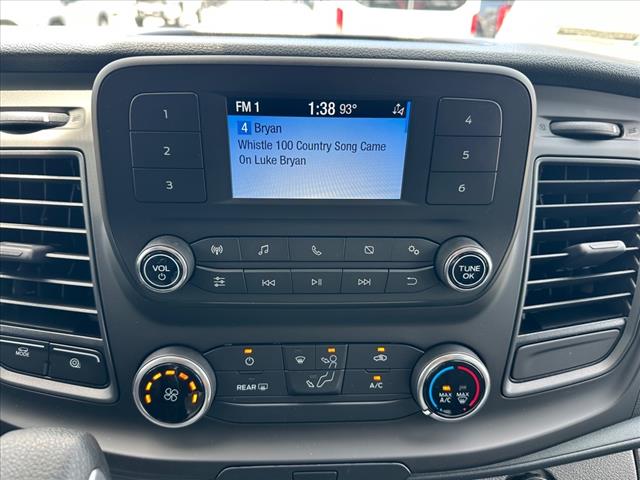 FM 1 1:38 93°
4 Bryan
Whistle 100 Country Song Came
On Luke Bryan
1
2
3
4
5
6
VOL
TUNE
OK
MODE
REAR
A/C
MAX
A/C
MAX